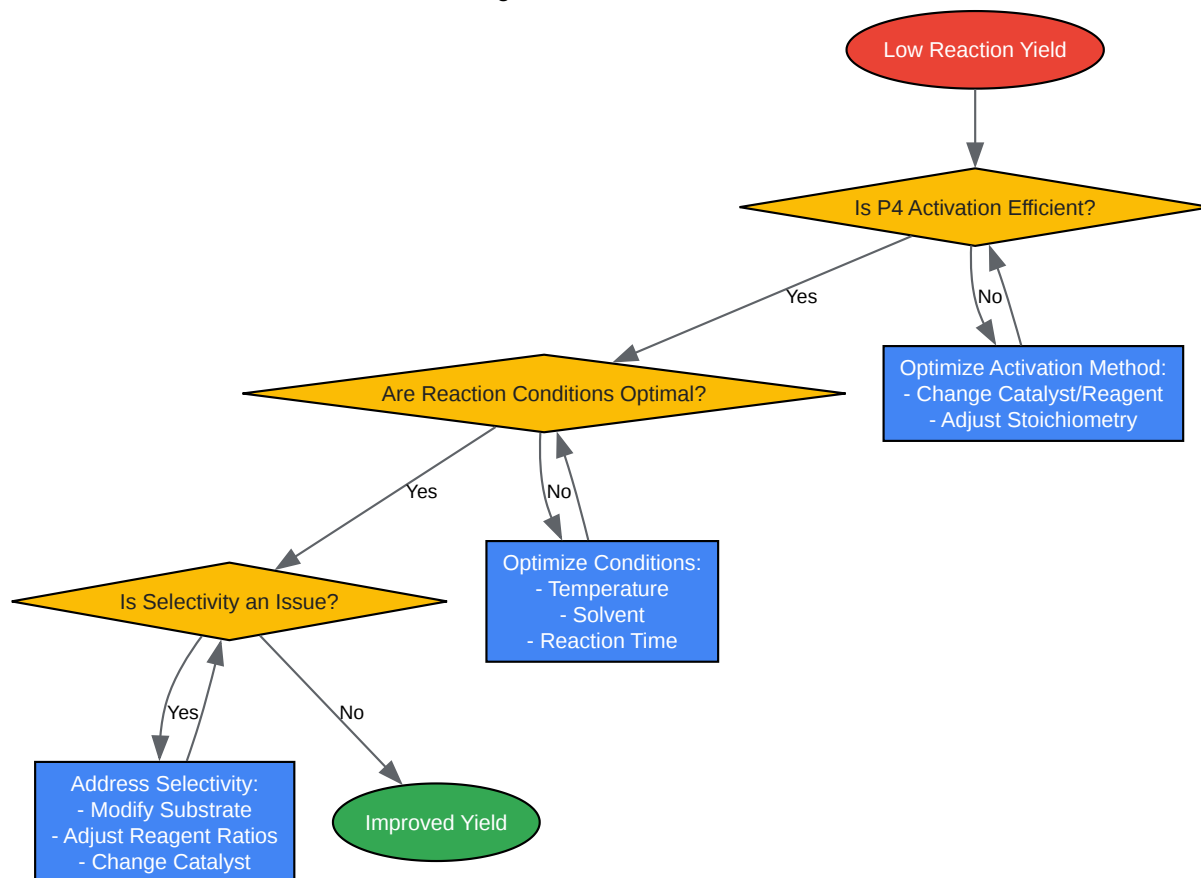 Low Reaction Yield
Is P4 Activation Efficient?
Yes
No
Optimize Activation Method:
- Change Catalyst/Reagent
- Adjust Stoichiometry
Are Reaction Conditions Optimal?
Yes
No
Optimize Conditions:
- Temperature
- Solvent
- Reaction Time
Is Selectivity an Issue?
Yes
No
Address Selectivity:
- Modify Substrate
- Adjust Reagent Ratios
- Change Catalyst
Improved Yield